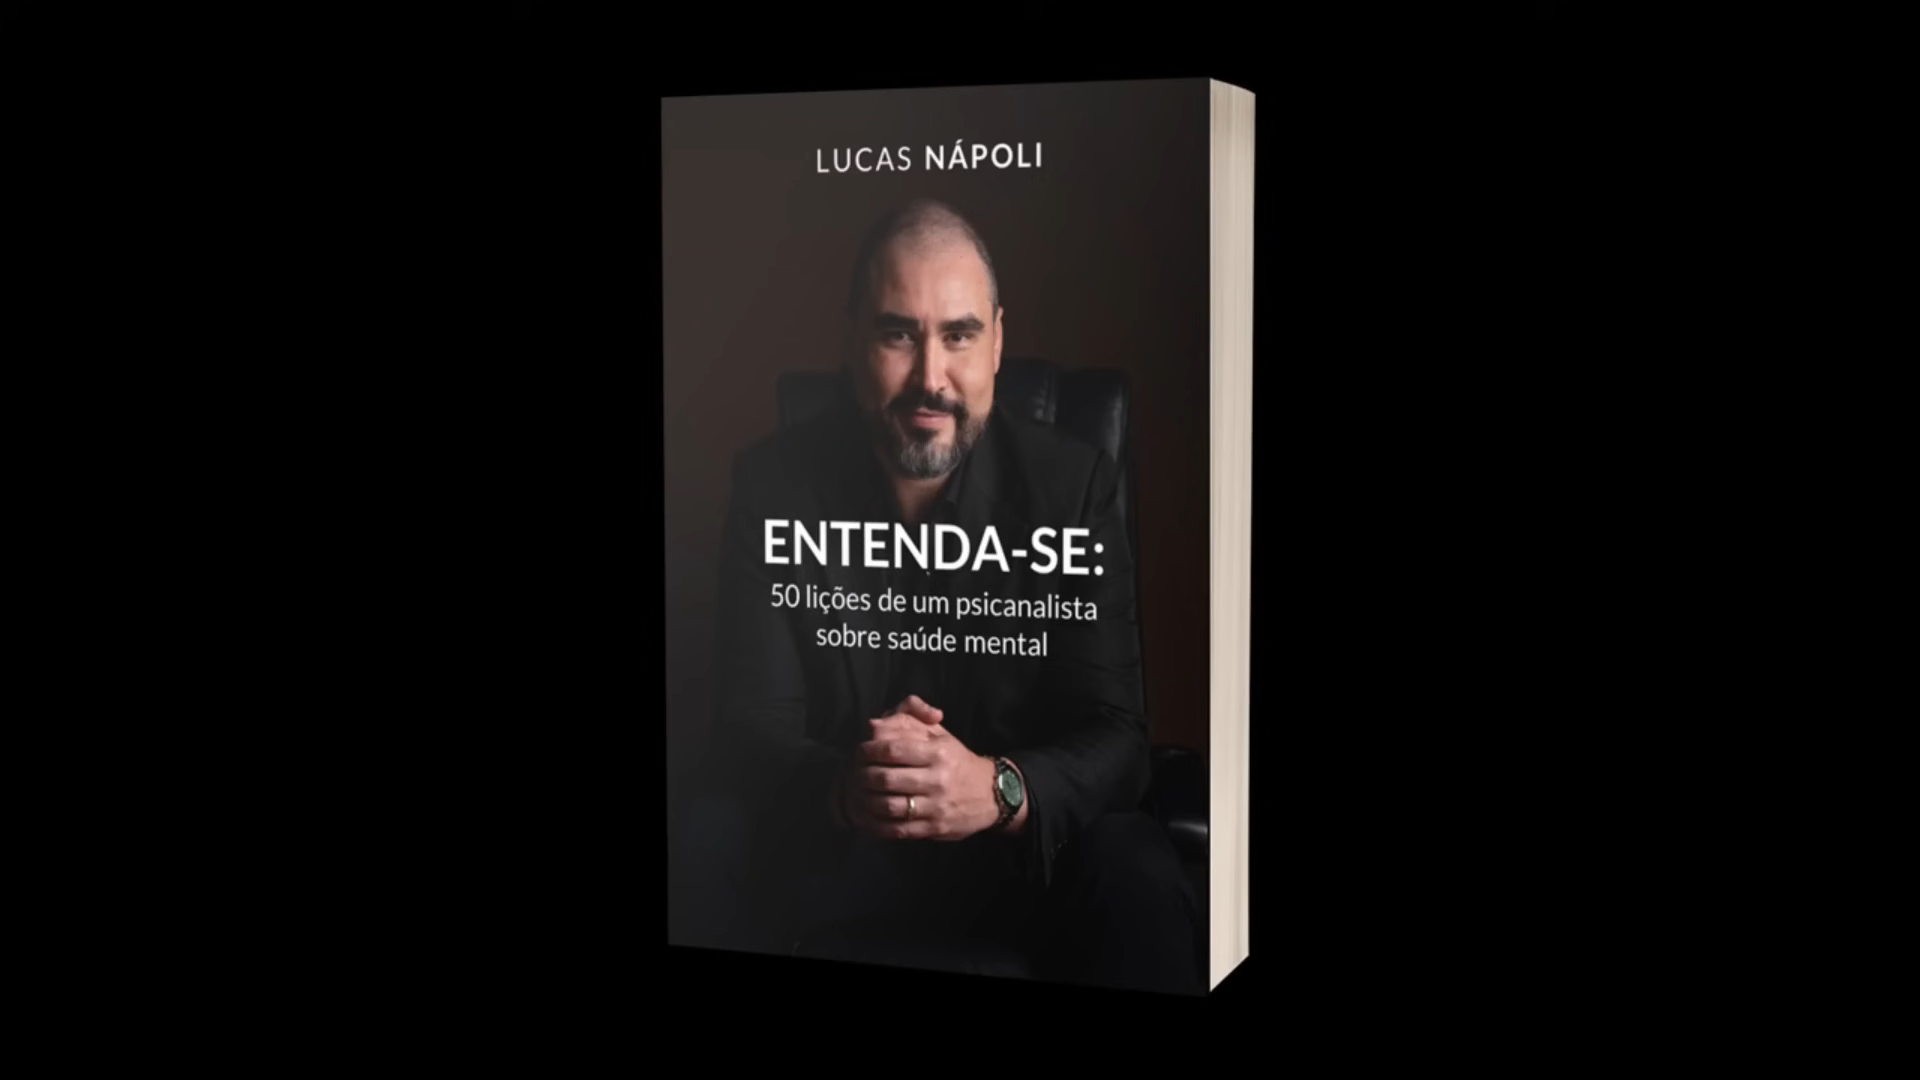 LUCAS NÁPOLI
ENTENDA-SE:
50 lições de um psicanalista
sobre saúde mental